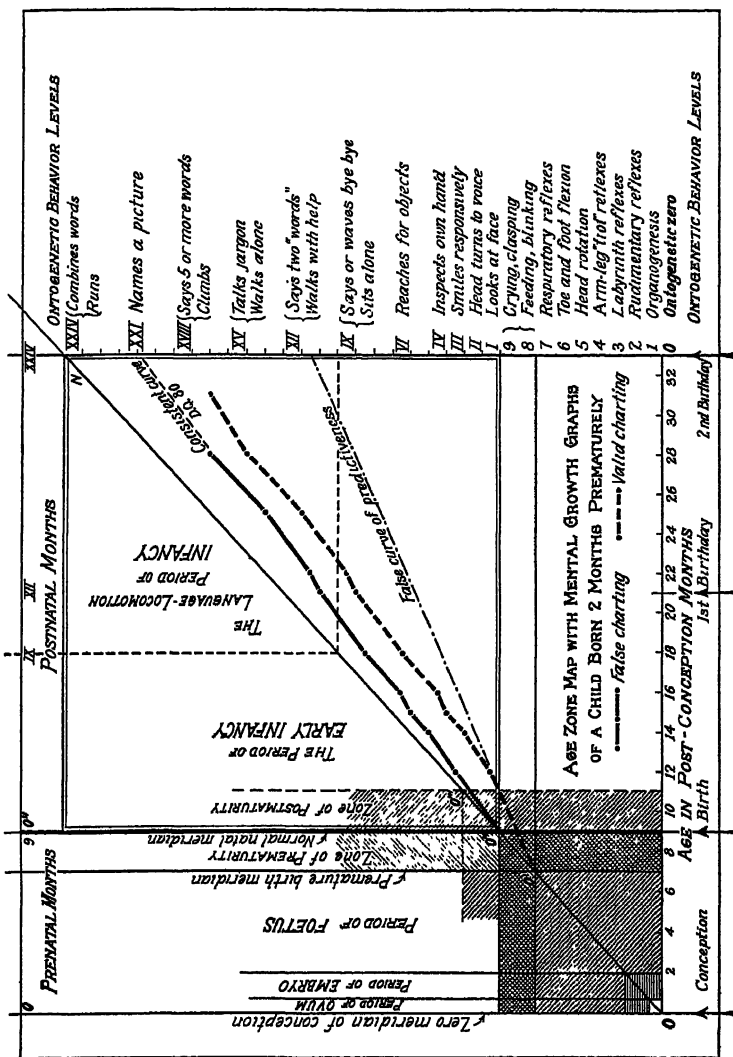 PRENATAL MONTHS
POSTNATAL MONTHS
0
9
0"
IX
XII
XXIV
ONTOGENETIC BEHAVIOR LEVELS
XXIV {Combines words
Runs
XXI Names a picture
XVIII {Says 5 or more words
Climbs
XV {Talks jargon
Walks alone
XII {Says two "words"
Walks with help
IX {Says or waves bye bye
Sits alone
VI Reaches for objects
IV Inspects own hand
III Smiles responsively
II Head turns to voice
I Looks at face
9 } Crying, clasping
8 } Feeding, blinking
7 Respiratory reflexes
6 Toe and foot flexion
5 Head rotation
4 Arm-leg-trof reflexes
3 Labyrinth reflexes
2 Rudimentary reflexes
1 Organogenesis
0 Ontogenetic zero
ONTOGENETIC BEHAVIOR LEVELS
N
Consistent curve
D.Q. 80
False curve of predictiveness
THE
LANGUAGE-LOCOMOTION
PERIOD OF
INFANCY
THE PERIOD OF
EARLY INFANCY
Zone of Postmaturity
Normal natal meridian
Zone of Prematurity
Premature birth meridian
PERIOD OF FOETUS
PERIOD OF EMBRYO
PERIOD OF OVUM
Zero meridian of conception
0"
0'
AGE ZONE MAP WITH MENTAL GROWTH GRAPHS
OF A CHILD BORN 2 MONTHS PREMATURELY
False charting
Valid charting
0 2 4 6 8 10 12 14 16 18 20 22 24 26 28 30 32
AGE IN POST-CONCEPTION MONTHS
Conception
Birth
1st Birthday
2nd Birthday